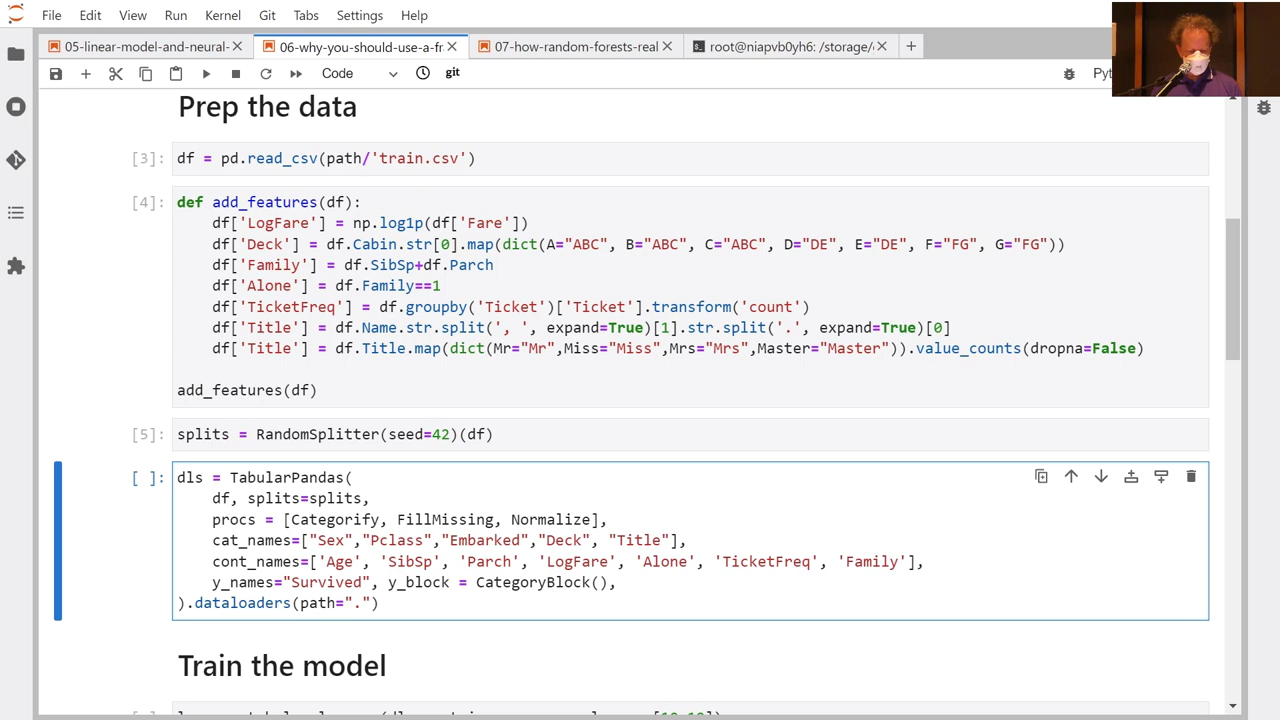 File Edit View Run Kernel Git Tabs Settings Help
05-linear-model-and-neural- 06-why-you-should-use-a-fr 07-how-random-forests-real root@niapvb0yh6: /storage/
Code git Pyt
Prep the data
[3]: df = pd.read_csv(path/'train.csv')
[4]: def add_features(df):
df['LogFare'] = np.log1p(df['Fare'])
df['Deck'] = df.Cabin.str[0].map(dict(A="ABC", B="ABC", C="ABC", D="DE", E="DE", F="FG", G="FG"))
df['Family'] = df.SibSp+df.Parch
df['Alone'] = df.Family==1
df['TicketFreq'] = df.groupby('Ticket')['Ticket'].transform('count')
df['Title'] = df.Name.str.split(', ', expand=True)[1].str.split('.', expand=True)[0]
df['Title'] = df.Title.map(dict(Mr="Mr",Miss="Miss",Mrs="Mrs",Master="Master")).value_counts(dropna=False)
add_features(df)
[5]: splits = RandomSplitter(seed=42)(df)
[ ]: dls = TabularPandas(
df, splits=splits,
procs = [Categorify, FillMissing, Normalize],
cat_names=["Sex","Pclass","Embarked","Deck", "Title"],
cont_names=['Age', 'SibSp', 'Parch', 'LogFare', 'Alone', 'TicketFreq', 'Family'],
y_names="Survived", y_block = CategoryBlock(),
).dataloaders(path=".")
Train the model